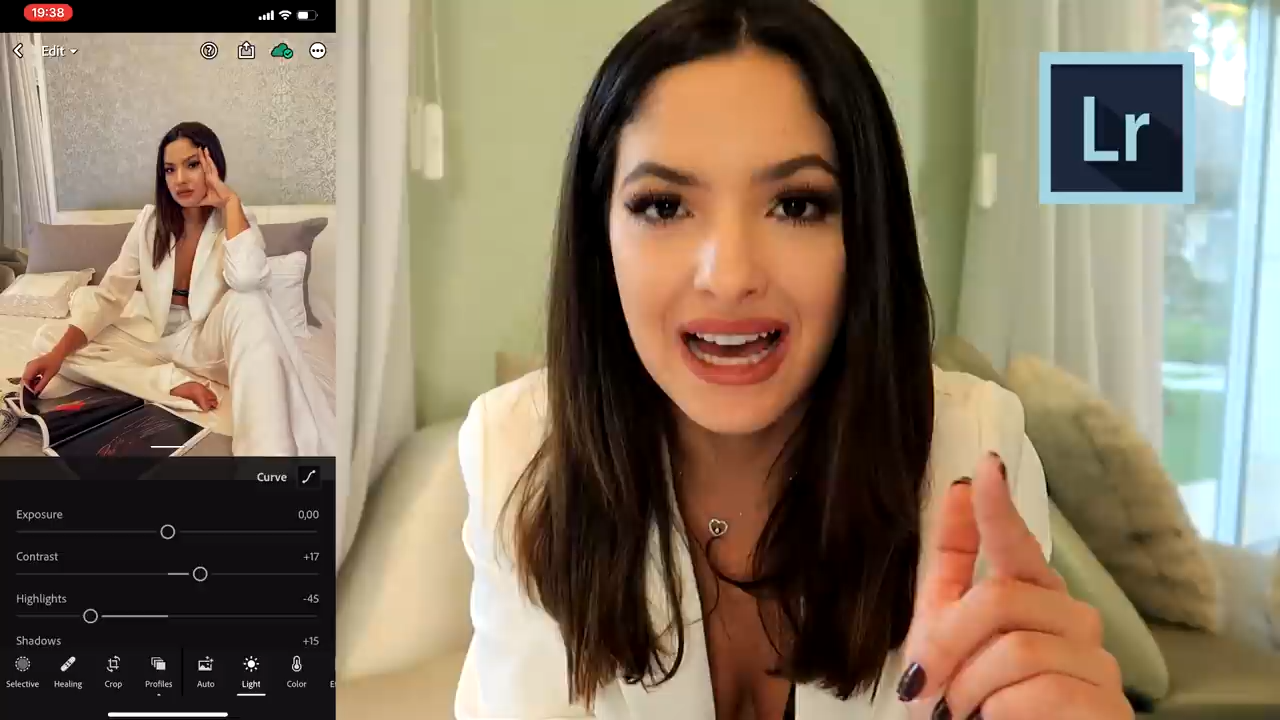 19:38
Edit
Curve
Exposure 0,00
Contrast +17
Highlights -45
Shadows +15
Selective Healing Crop Profiles Auto Light Color
Lr